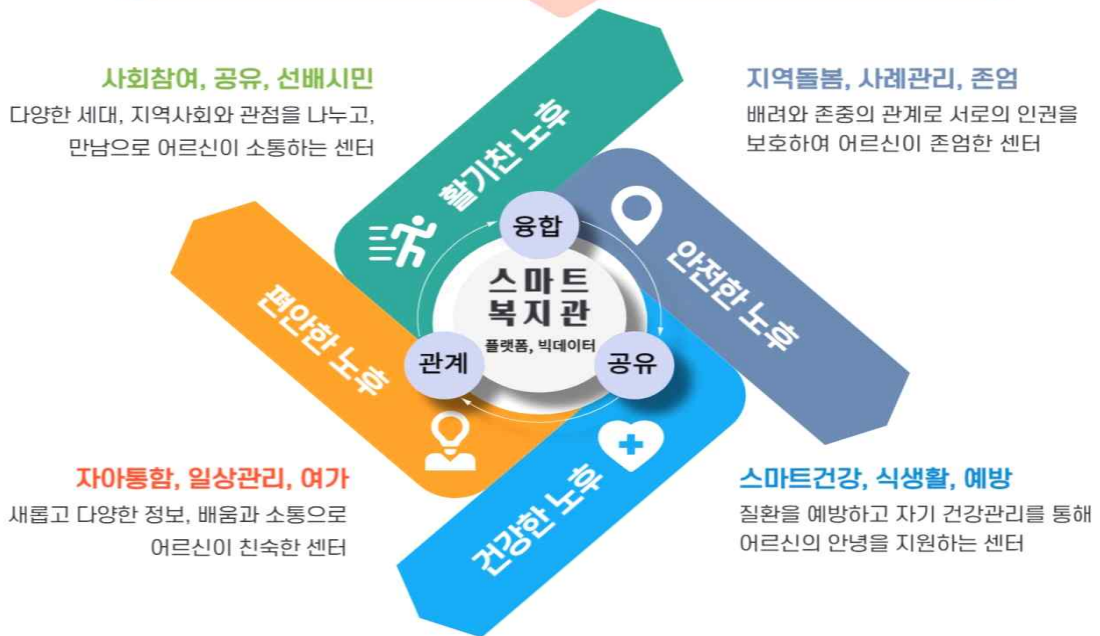 사회참여, 공유, 선배시민
다양한 세대, 지역사회와 관점을 나누고,
만남으로 어르신이 소통하는 센터
지역돌봄, 사례관리, 존엄
배려와 존중의 관계로 서로의 인권을
보호하여 어르신이 존엄한 센터
활기찬 노후
안전한 노후
편안한 노후
건강한 노후
융합
스마트
복지관
플랫폼, 빅데이터
관계
공유
자아통합, 일상관리, 여가
새롭고 다양한 정보, 배움과 소통으로
어르신이 친숙한 센터
스마트건강, 식생활, 예방
질환을 예방하고 자기 건강관리를 통해
어르신의 안녕을 지원하는 센터